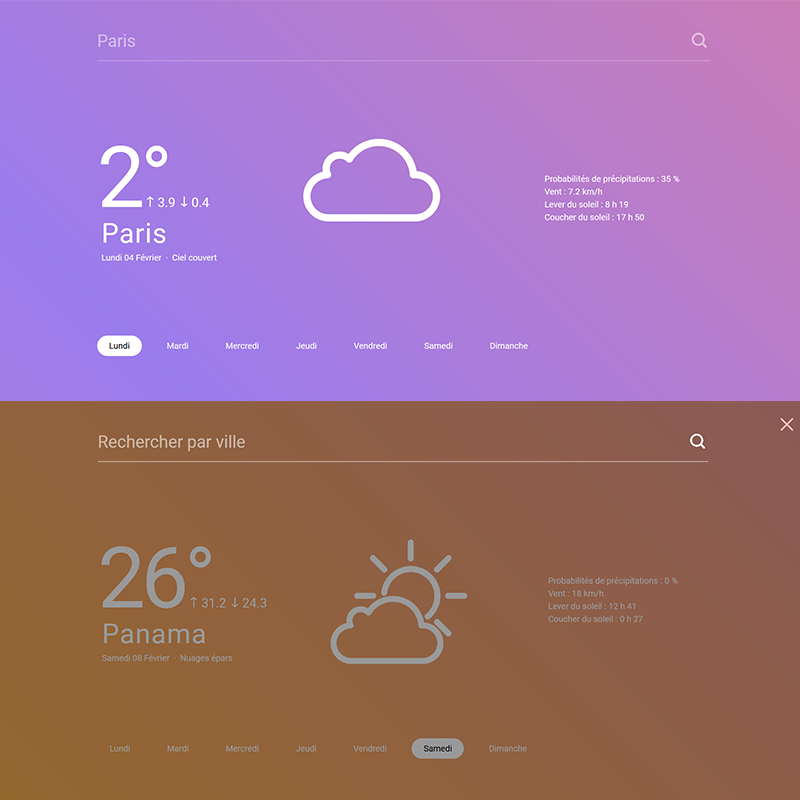 Paris
2°
↑ 3.9 ↓ 0.4
Paris
Lundi 04 Février · Ciel couvert
Probabilités de précipitations : 35 %
Vent : 7.2 km/h
Lever du soleil : 8 h 19
Coucher du soleil : 17 h 50
Lundi Mardi Mercredi Jeudi Vendredi Samedi Dimanche
Rechercher par ville
26°
↑ 31.2 ↓ 24.3
Panama
Samedi 08 Février · Nuages épars
Probabilités de précipitations : 0 %
Vent : 18 km/h
Lever du soleil : 12 h 41
Coucher du soleil : 0 h 27
Lundi Mardi Mercredi Jeudi Vendredi Samedi Dimanche